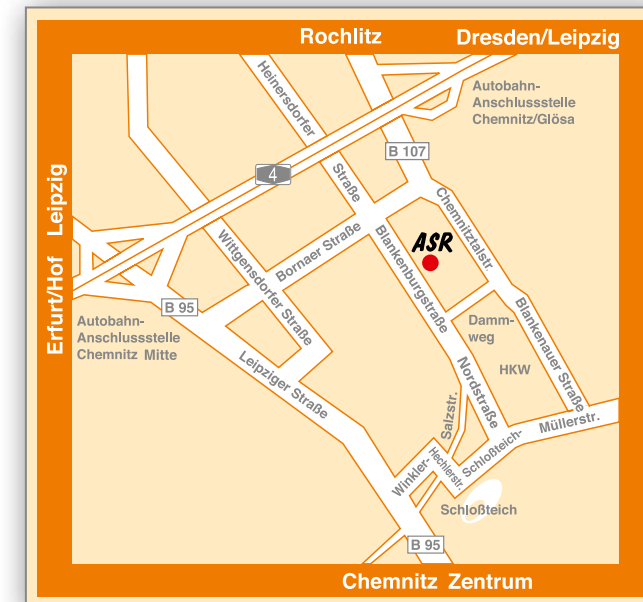 Rochlitz
Dresden/Leipzig
Heinersdorfer
Straße
Autobahn-
Anschlussstelle
Chemnitz/Glösa
B 107
4
Erfurt/Hof Leipzig
Chemnitztalstr.
ASR
Wittgensdorfer Straße
Bornaer Straße
Blankenburgstraße
B 95
Autobahn-
Anschlussstelle
Chemnitz Mitte
Damm-
weg
HKW
Blankenauer Straße
Leipziger Straße
Nordstraße
Salzstr.
Müllerstr.
Schloßteich-
Hechlerstr.
Winkler-
Schloßteich
B 95
Chemnitz Zentrum